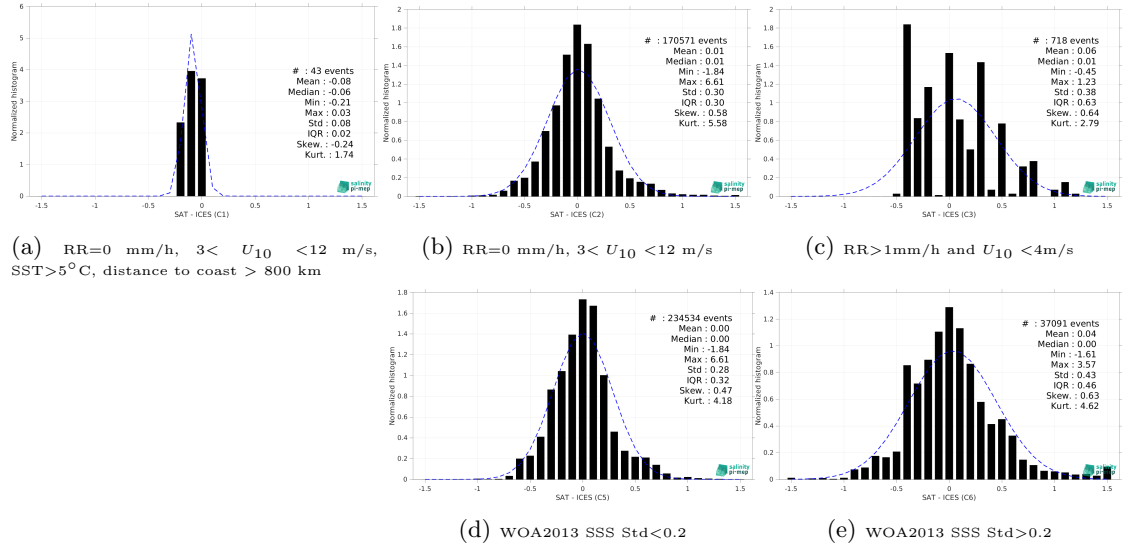 Normalized histogram
6
5
4
3
2
1
0
# : 43 events
Mean : -0.08
Median : -0.06
Min : -0.21
Max : 0.03
Std : 0.08
IQR : 0.02
Skew. : -0.24
Kurt. : 1.74
salinity
pi-mep
-1.5 -1 -0.5 0 0.5 1 1.5
SAT - ICES (C1)
(a) RR=0 mm/h, 3< U10 <12 m/s,
SST>5°C, distance to coast > 800 km
Normalized histogram
2
1.8
1.6
1.4
1.2
1
0.8
0.6
0.4
0.2
0
# : 170571 events
Mean : 0.01
Median : 0.01
Min : -1.84
Max : 6.61
Std : 0.30
IQR : 0.30
Skew. : 0.58
Kurt. : 5.58
salinity
pi-mep
-1.5 -1 -0.5 0 0.5 1 1.5
SAT - ICES (C2)
(b) RR=0 mm/h, 3< U10 <12 m/s
Normalized histogram
2
1.8
1.6
1.4
1.2
1
0.8
0.6
0.4
0.2
0
# : 718 events
Mean : 0.06
Median : 0.01
Min : -0.45
Max : 1.23
Std : 0.38
IQR : 0.63
Skew. : 0.64
Kurt. : 2.79
salinity
pi-mep
-1.5 -1 -0.5 0 0.5 1 1.5
SAT - ICES (C3)
(c) RR>1mm/h and U10 <4m/s
Normalized histogram
1.8
1.6
1.4
1.2
1
0.8
0.6
0.4
0.2
0
# : 234534 events
Mean : 0.00
Median : 0.00
Min : -1.84
Max : 6.61
Std : 0.28
IQR : 0.32
Skew. : 0.47
Kurt. : 4.18
salinity
pi-mep
-1.5 -1 -0.5 0 0.5 1 1.5
SAT - ICES (C5)
(d) WOA2013 SSS Std<0.2
Normalized histogram
1.4
1.2
1
0.8
0.6
0.4
0.2
0
# : 37091 events
Mean : 0.04
Median : 0.00
Min : -1.61
Max : 3.57
Std : 0.43
IQR : 0.46
Skew. : 0.63
Kurt. : 4.62
salinity
pi-mep
-1.5 -1 -0.5 0 0.5 1 1.5
SAT - ICES (C6)
(e) WOA2013 SSS Std>0.2